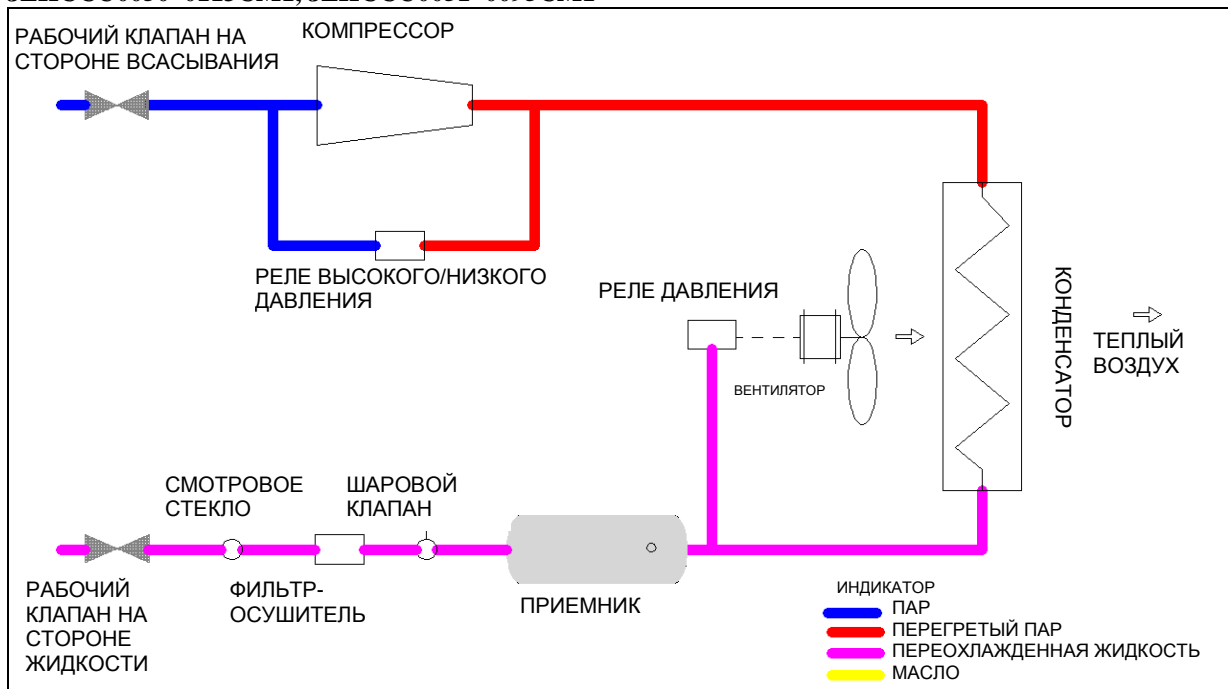 РАБОЧИЙ КЛАПАН НА
СТОРОНЕ ВСАСЫВАНИЯ
КОМПРЕССОР
РЕЛЕ ВЫСОКОГО/НИЗКОГО
ДАВЛЕНИЯ
РЕЛЕ ДАВЛЕНИЯ
ВЕНТИЛЯТОР
КОНДЕНСАТОР
ТЕПЛЫЙ
ВОЗДУХ
СМОТРОВОЕ
СТЕКЛО
ШАРОВОЙ
КЛАПАН
РАБОЧИЙ
КЛАПАН НА
СТОРОНЕ
ЖИДКОСТИ
ФИЛЬТР-
ОСУШИТЕЛЬ
ПРИЕМНИК
ИНДИКАТОР
ПАР
ПЕРЕГРЕТЫЙ ПАР
ПЕРЕОХЛАЖДЕННАЯ ЖИДКОСТЬ
МАСЛО